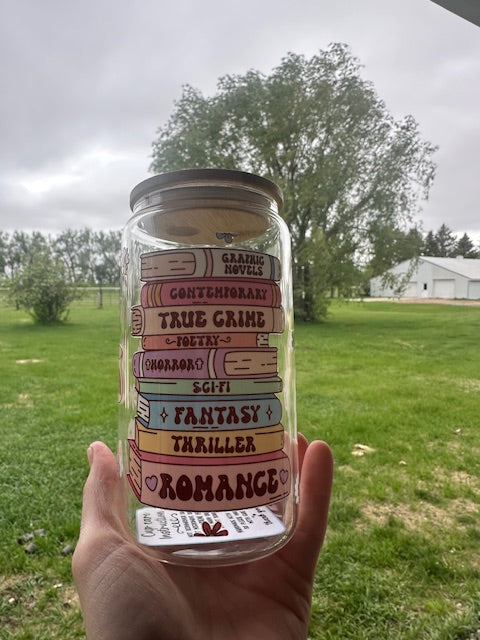 GRAPHIC
NOVELS
CONTEMPORARY
TRUE CRIME
POETRY
HORROR
SCI-FI
FANTASY
THRILLER
ROMANCE